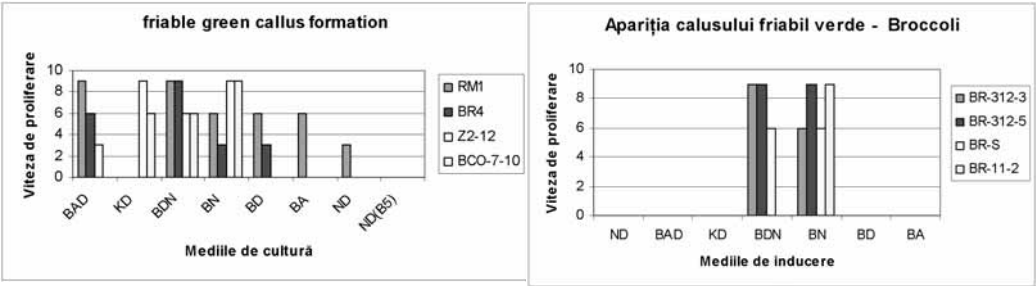 friable green callus formation
Viteza de proliferare
10
8
6
4
2
0
BAD
KD
BDN
BN
BD
BA
ND
ND(B5)
Mediile de cultură
RM1
BR4
Z2-12
BCO-7-10
Apariția calusului friabil verde - Broccoli
Viteza de proliferare
10
8
6
4
2
0
ND
BAD
KD
BDN
BN
BD
BA
Mediile de inducere
BR-312-3
BR-312-5
BR-S
BR-11-2